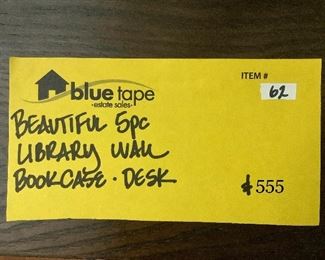 ITEM #
62
blue tape
estate sales
BEAUTIFUL 5pc
LIBRARY WALL
BOOKCASE · DESK
$555